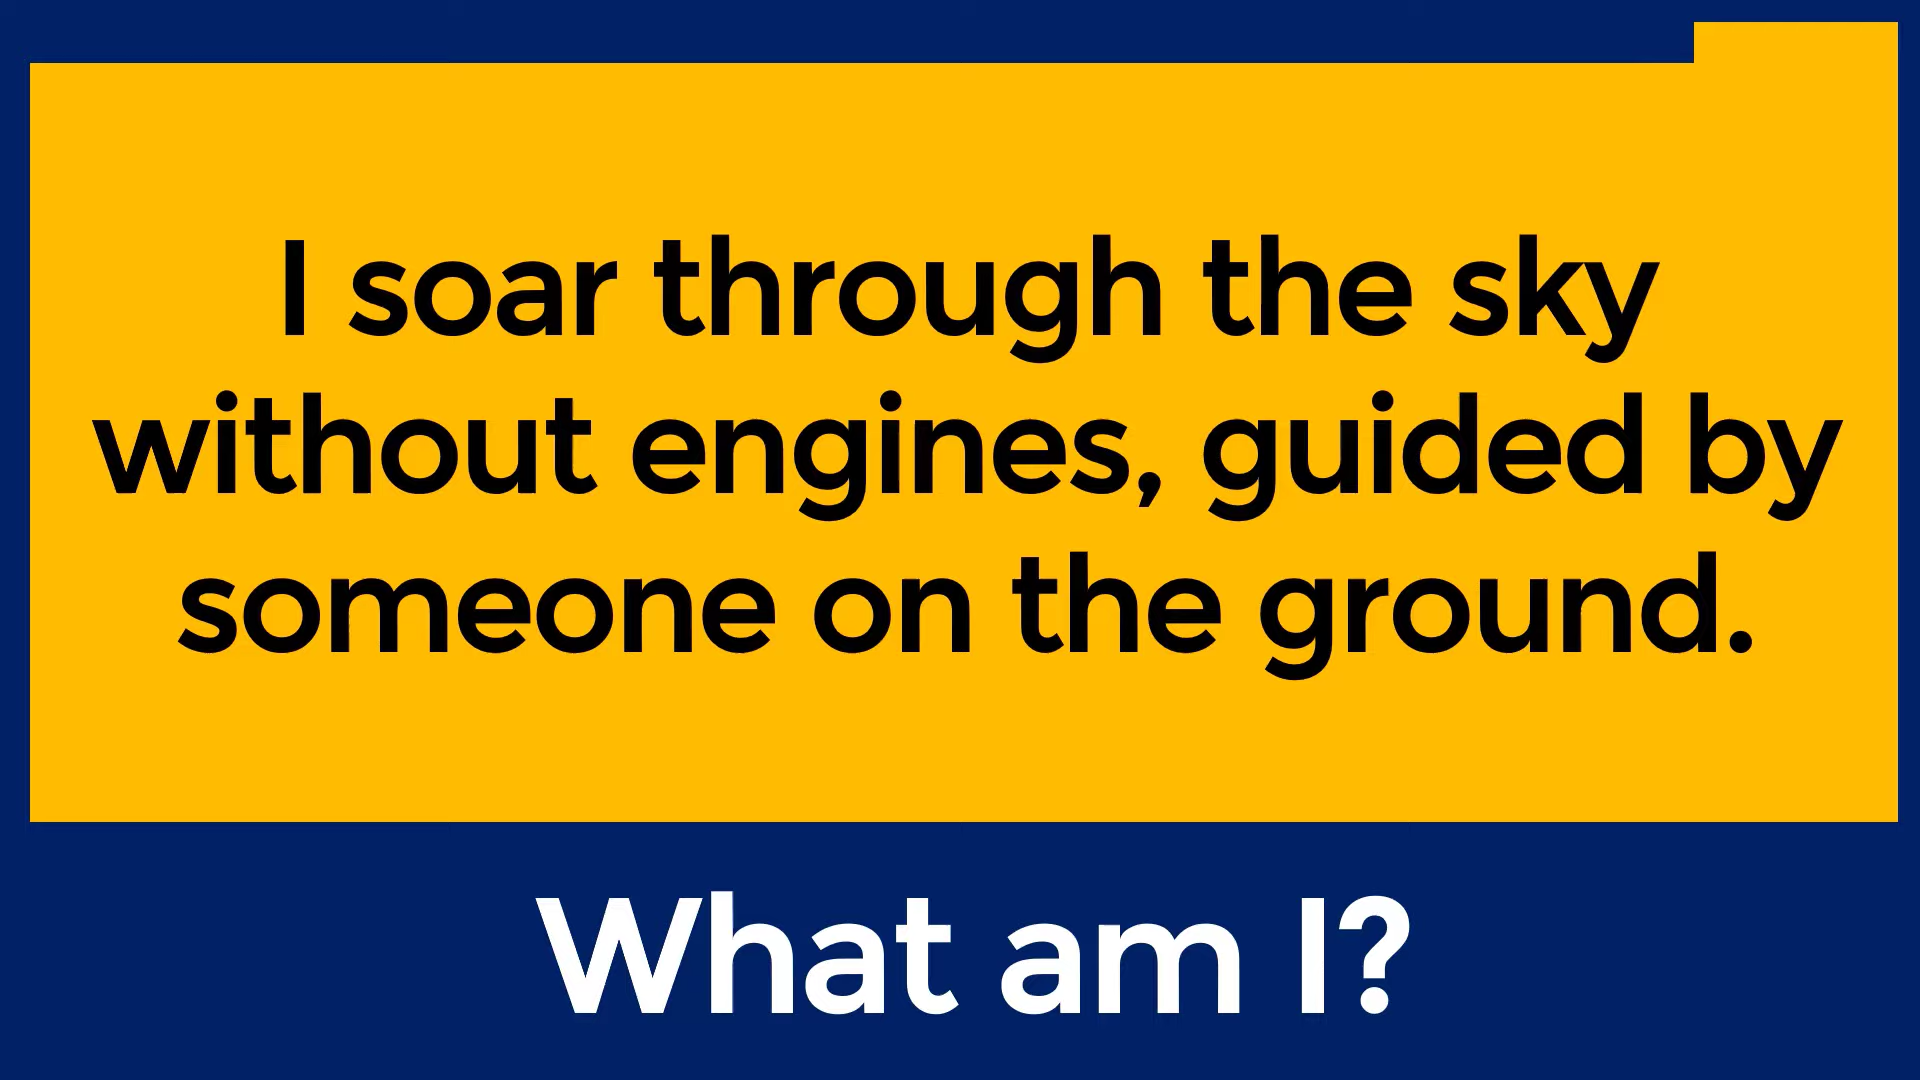 I soar through the sky
without engines, guided by
someone on the ground.
What am I?